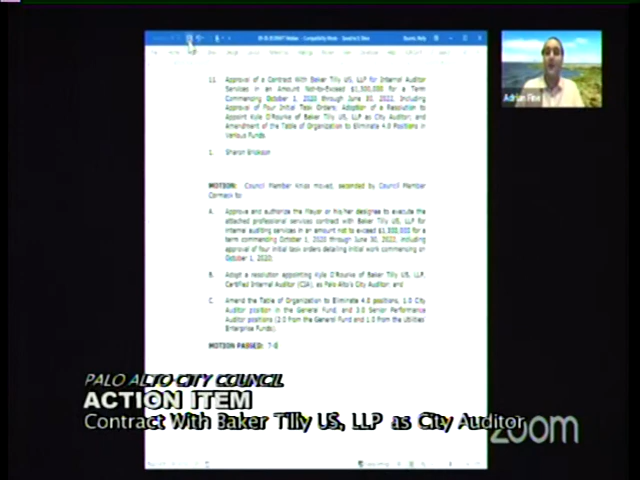 11. Approval of a Contract With Baker Tilly US, LLP for Internal Auditor
Services in an Amount Not-to-Exceed $1,300,000 for a Term
Commencing October 1, 2020 through June 30, 2022, Including
Approval of Four Initial Task Orders; Adoption of a Resolution to
Appoint Kyle O'Rourke of Baker Tilly US, LLP as City Auditor; and
Amendment of the Table of Organization to Eliminate 4.0 Positions in
Various Funds.
1. Sharon Erickson
MOTION: Council Member Kniss moved, seconded by Council Member
Cormack to:
A. Approve and authorize the Mayor or his/her designee to execute the
attached professional services contract with Baker Tilly US, LLP for
internal auditing services in an amount not to exceed $1,300,000 for a
term commencing October 1, 2020 through June 30, 2022, including
approval of four initial task orders detailing initial work commencing on
October 1, 2020;
B. Adopt a resolution appointing Kyle O'Rourke of Baker Tilly US, LLP,
Certified Internal Auditor (CIA), as Palo Alto's City Auditor; and
C. Amend the Table of Organization to Eliminate 4.0 positions, 1.0 City
Auditor position in the General Fund, and 3.0 Senior Performance
Auditor positions (2.0 from the General Fund and 1.0 from the Utilities'
Enterprise Funds).
MOTION PASSED: 7-0
Adrian Fine
PALO ALTO CITY COUNCIL
ACTION ITEM
Contract With Baker Tilly US, LLP as City Auditor
zoom